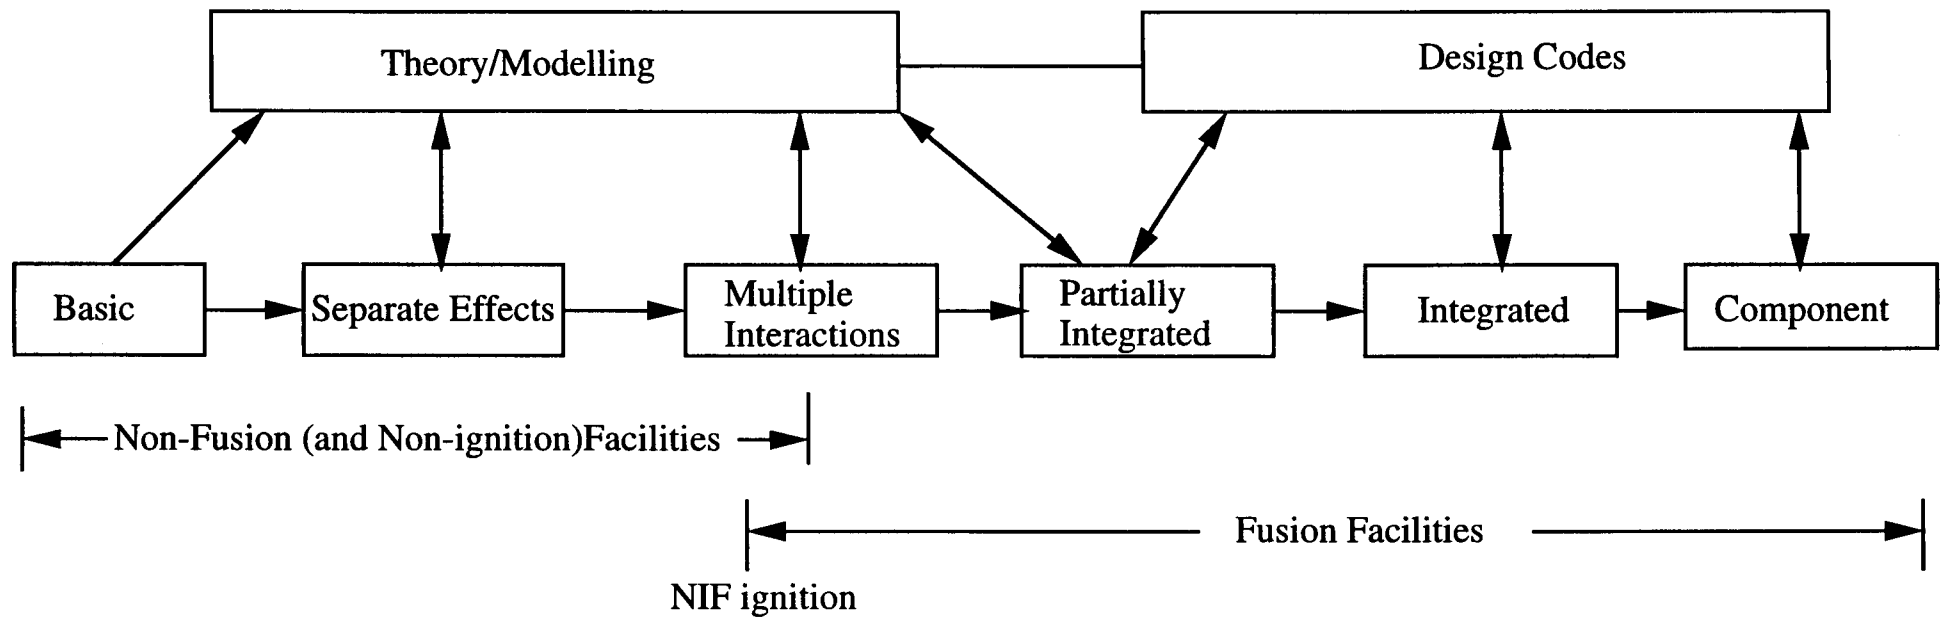 Theory/Modelling
Design Codes
Basic
Separate Effects
Multiple
Interactions
Partially
Integrated
Integrated
Component
Non-Fusion (and Non-ignition)Facilities
Fusion Facilities
NIF ignition